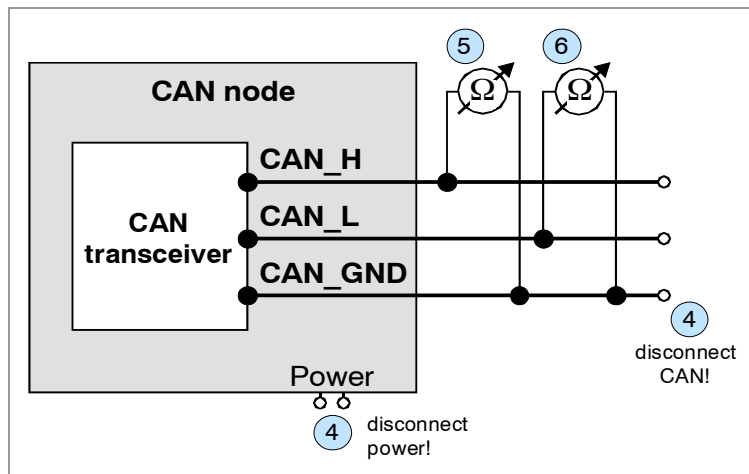 5
6
Ω
Ω
CAN node
CAN_H
CAN
transceiver
CAN_L
CAN_GND
4
disconnect
CAN!
Power
4
disconnect
power!